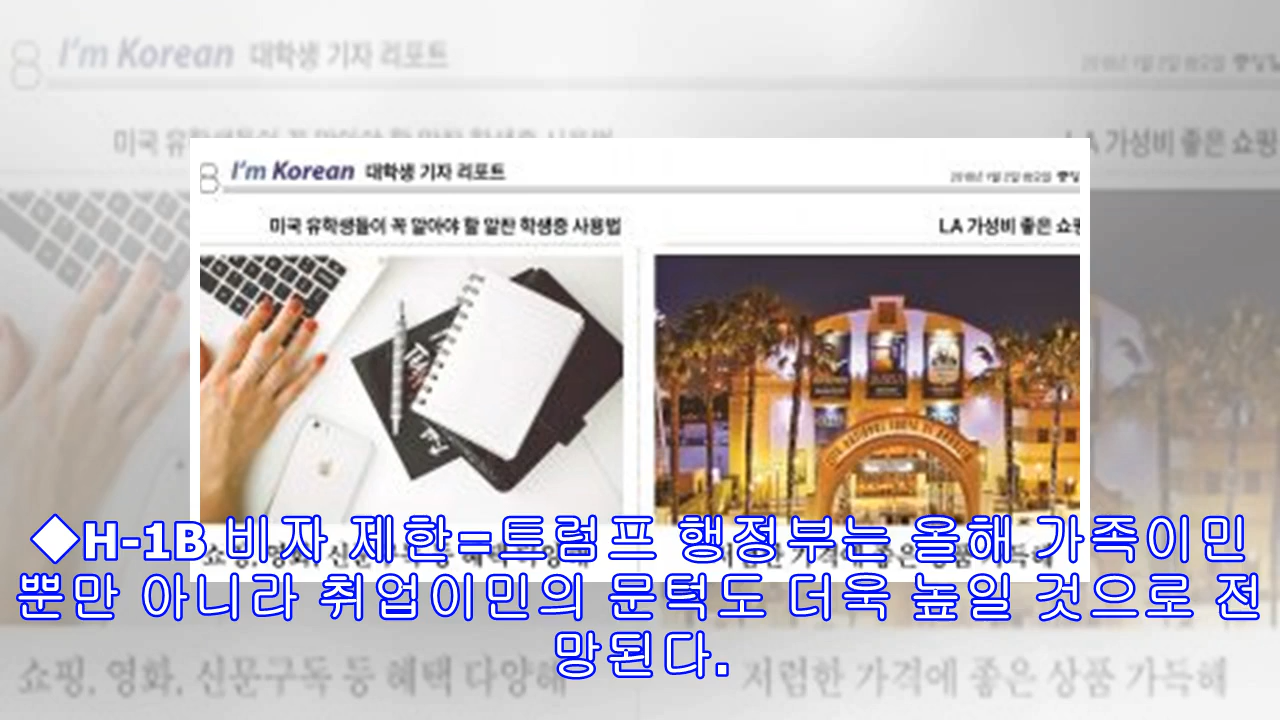 I'm Korean 대학생 기자 리포트
미국 유학생들이 꼭 알아야 할 알찬 학생증 사용법
LA 가성비 좋은 쇼핑
◆H-1B 비자 제한=트럼프 행정부는 올해 가족이민
뿐만 아니라 취업이민의 문턱도 더욱 높일 것으로 전
망된다.
쇼핑, 영화, 신문구독 등 혜택 다양해
저렴한 가격에 좋은 상품 가득해